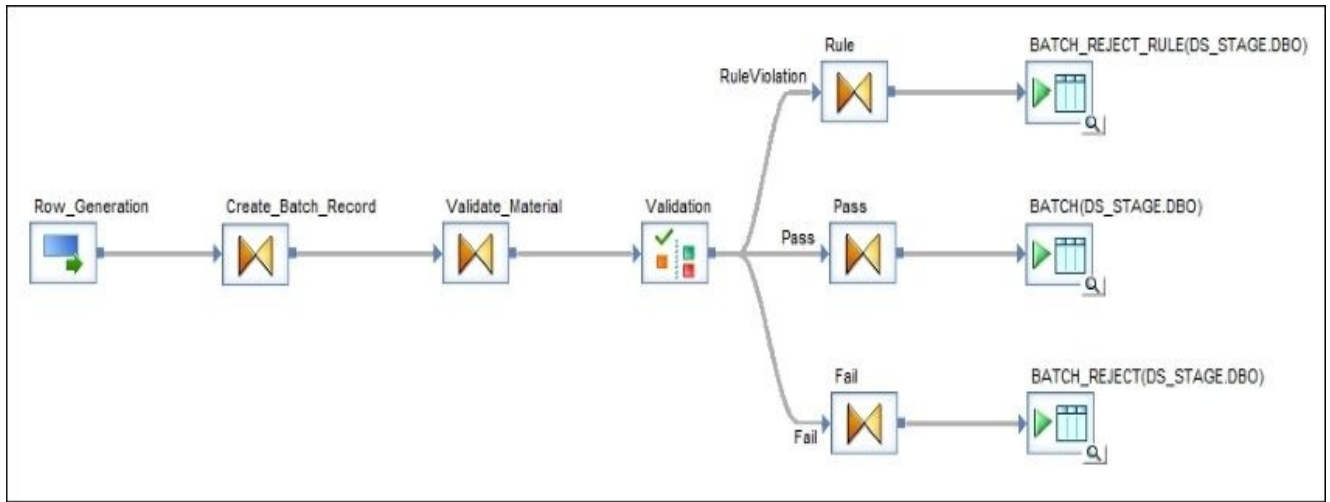 Rule
BATCH_REJECT_RULE(DS_STAGE.DBO)
RuleViolation
Row_Generation
Create_Batch_Record
Validate_Material
Validation
Pass
BATCH(DS_STAGE.DBO)
Pass
Fail
BATCH_REJECT(DS_STAGE.DBO)
Fail